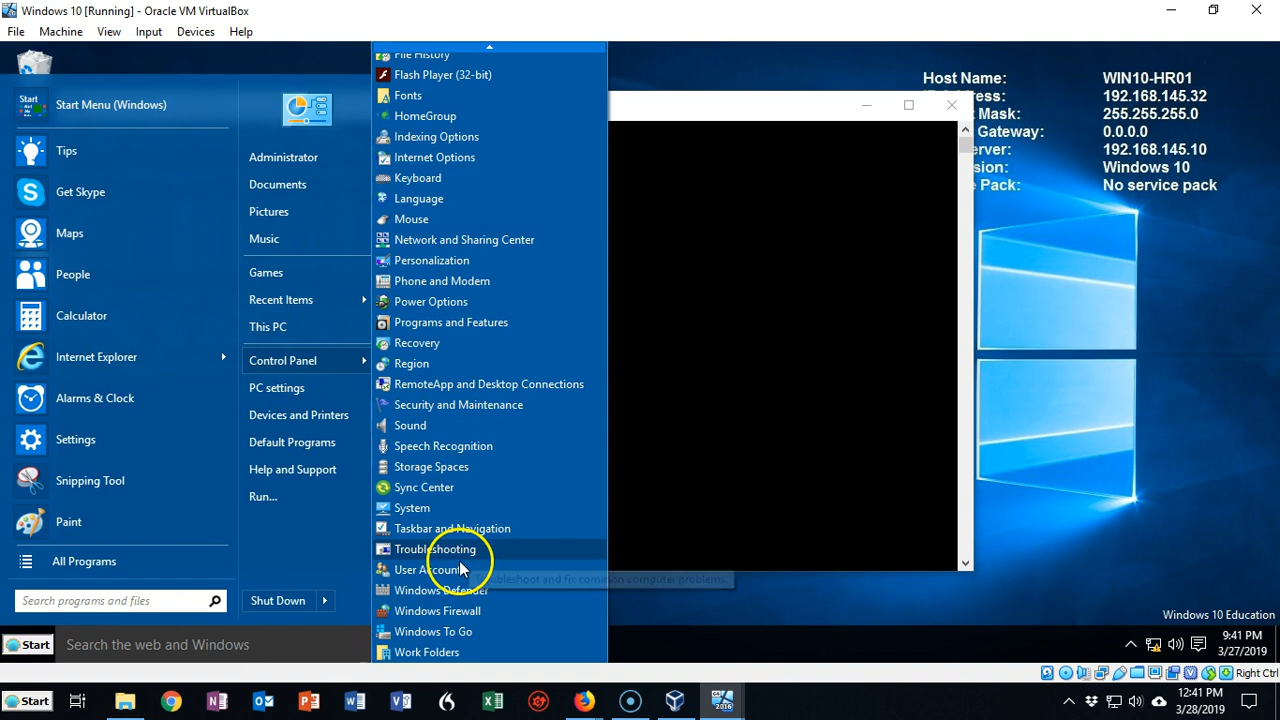 Windows 10 [Running] - Oracle VM VirtualBox
File Machine View Input Devices Help
Start Menu (Windows)
Tips
Get Skype
Maps
People
Calculator
Internet Explorer
Alarms & Clock
Settings
Snipping Tool
Paint
All Programs
Search programs and files
Administrator
Documents
Pictures
Music
Games
Recent Items
This PC
Control Panel
PC settings
Devices and Printers
Default Programs
Help and Support
Run...
Shut Down
File History
Flash Player (32-bit)
Fonts
HomeGroup
Indexing Options
Internet Options
Keyboard
Language
Mouse
Network and Sharing Center
Personalization
Phone and Modem
Power Options
Programs and Features
Recovery
Region
RemoteApp and Desktop Connections
Security and Maintenance
Sound
Speech Recognition
Storage Spaces
Sync Center
System
Taskbar and Navigation
Troubleshooting
User Accounts
Troubleshoot and fix common computer problems.
Windows Defender
Windows Firewall
Windows To Go
Work Folders
Host Name: WIN10-HR01
192.168.145.32
Mask: 255.255.255.0
Gateway: 0.0.0.0
192.168.145.10
Windows 10
Pack: No service pack
Windows 10 Education
Start
Search the web and Windows
9:41 PM
3/27/2019
Right Ctrl
Start
12:41 PM
3/28/2019